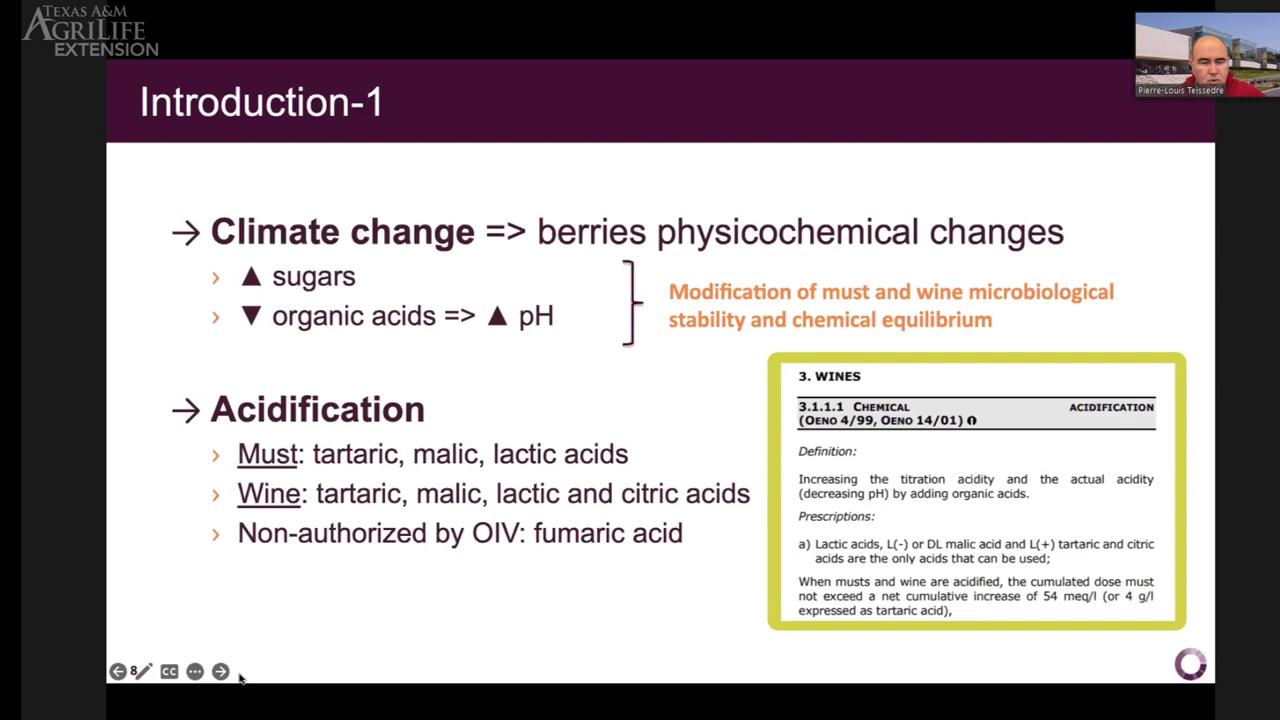 TEXAS A&M
AGRILIFE
EXTENSION
Pierre-Louis Teissedre
Introduction-1
→ Climate change => berries physicochemical changes
› ▲ sugars
› ▼ organic acids => ▲ pH
Modification of must and wine microbiological
stability and chemical equilibrium
→ Acidification
› Must: tartaric, malic, lactic acids
› Wine: tartaric, malic, lactic and citric acids
› Non-authorized by OIV: fumaric acid
3. WINES
3.1.1.1 CHEMICAL ACIDIFICATION
(OENO 4/99, OENO 14/01)
Definition:
Increasing the titration acidity and the actual acidity
(decreasing pH) by adding organic acids.
Prescriptions:
a) Lactic acids, L(-) or DL malic acid and L(+) tartaric and citric
acids are the only acids that can be used;
When musts and wine are acidified, the cumulated dose must
not exceed a net cumulative increase of 54 meq/l (or 4 g/l
expressed as tartaric acid),
8
CC